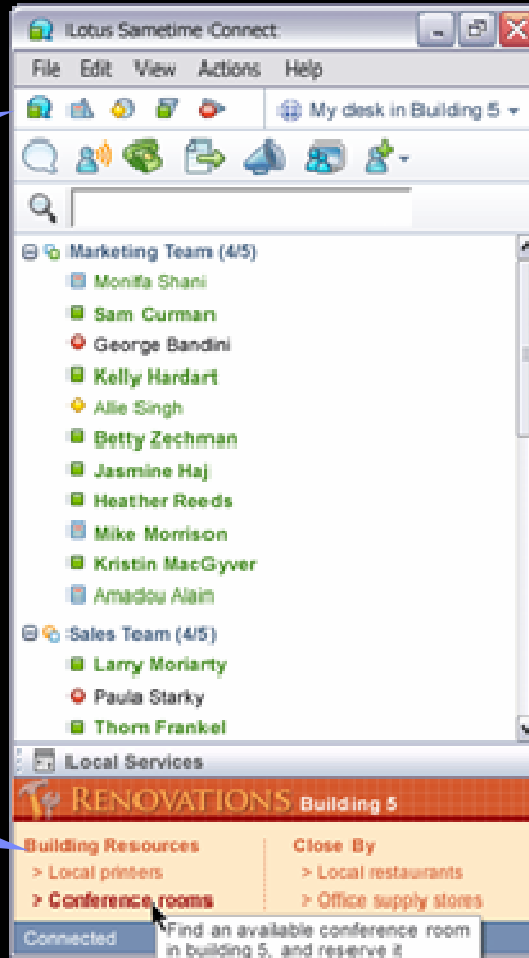 Lotus Sametime Connect
File Edit View Actions Help
My desk in Building 5
Marketing Team (4/5)
Monifa Shani
Sam Curman
George Bandini
Kelly Hardart
Allie Singh
Betty Zechman
Jasmine Haj
Heather Reeds
Mike Morrison
Kristin MacGyver
Amadou Alain
Sales Team (4/5)
Larry Moriarty
Paula Starky
Thom Frankel
Local Services
RENOVATIONS Building 5
Building Resources
> Local printers
> Conference rooms
Close By
> Local restaurants
> Office supply stores
Connected
Find an available conference room
in building 5, and reserve it